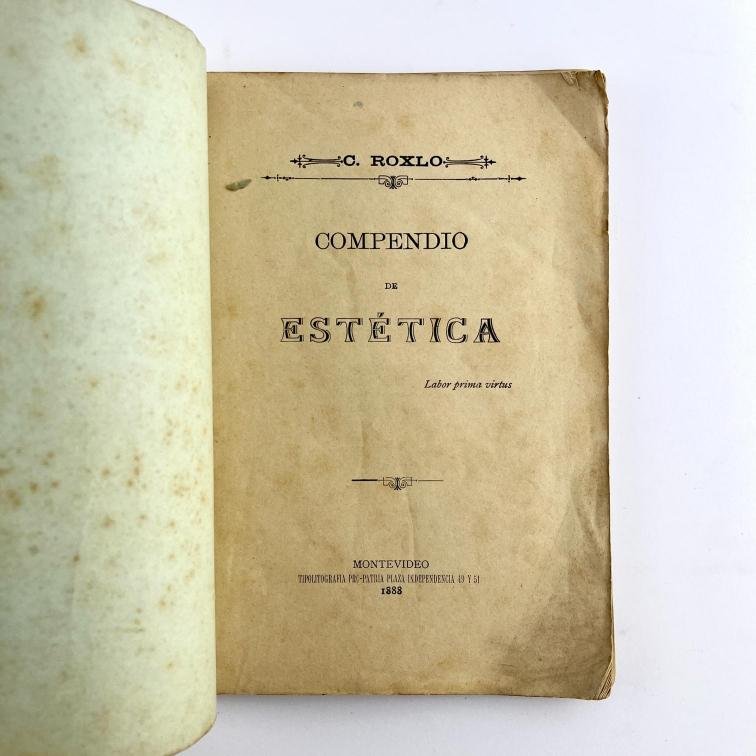 C. ROXLO
COMPENDIO
DE
ESTÉTICA
Labor prima virtus
MONTEVIDEO
TIPOLITOGRAFIA PRO-PATRIA PLAZA INDEPENDENCIA 49 Y 51
1888